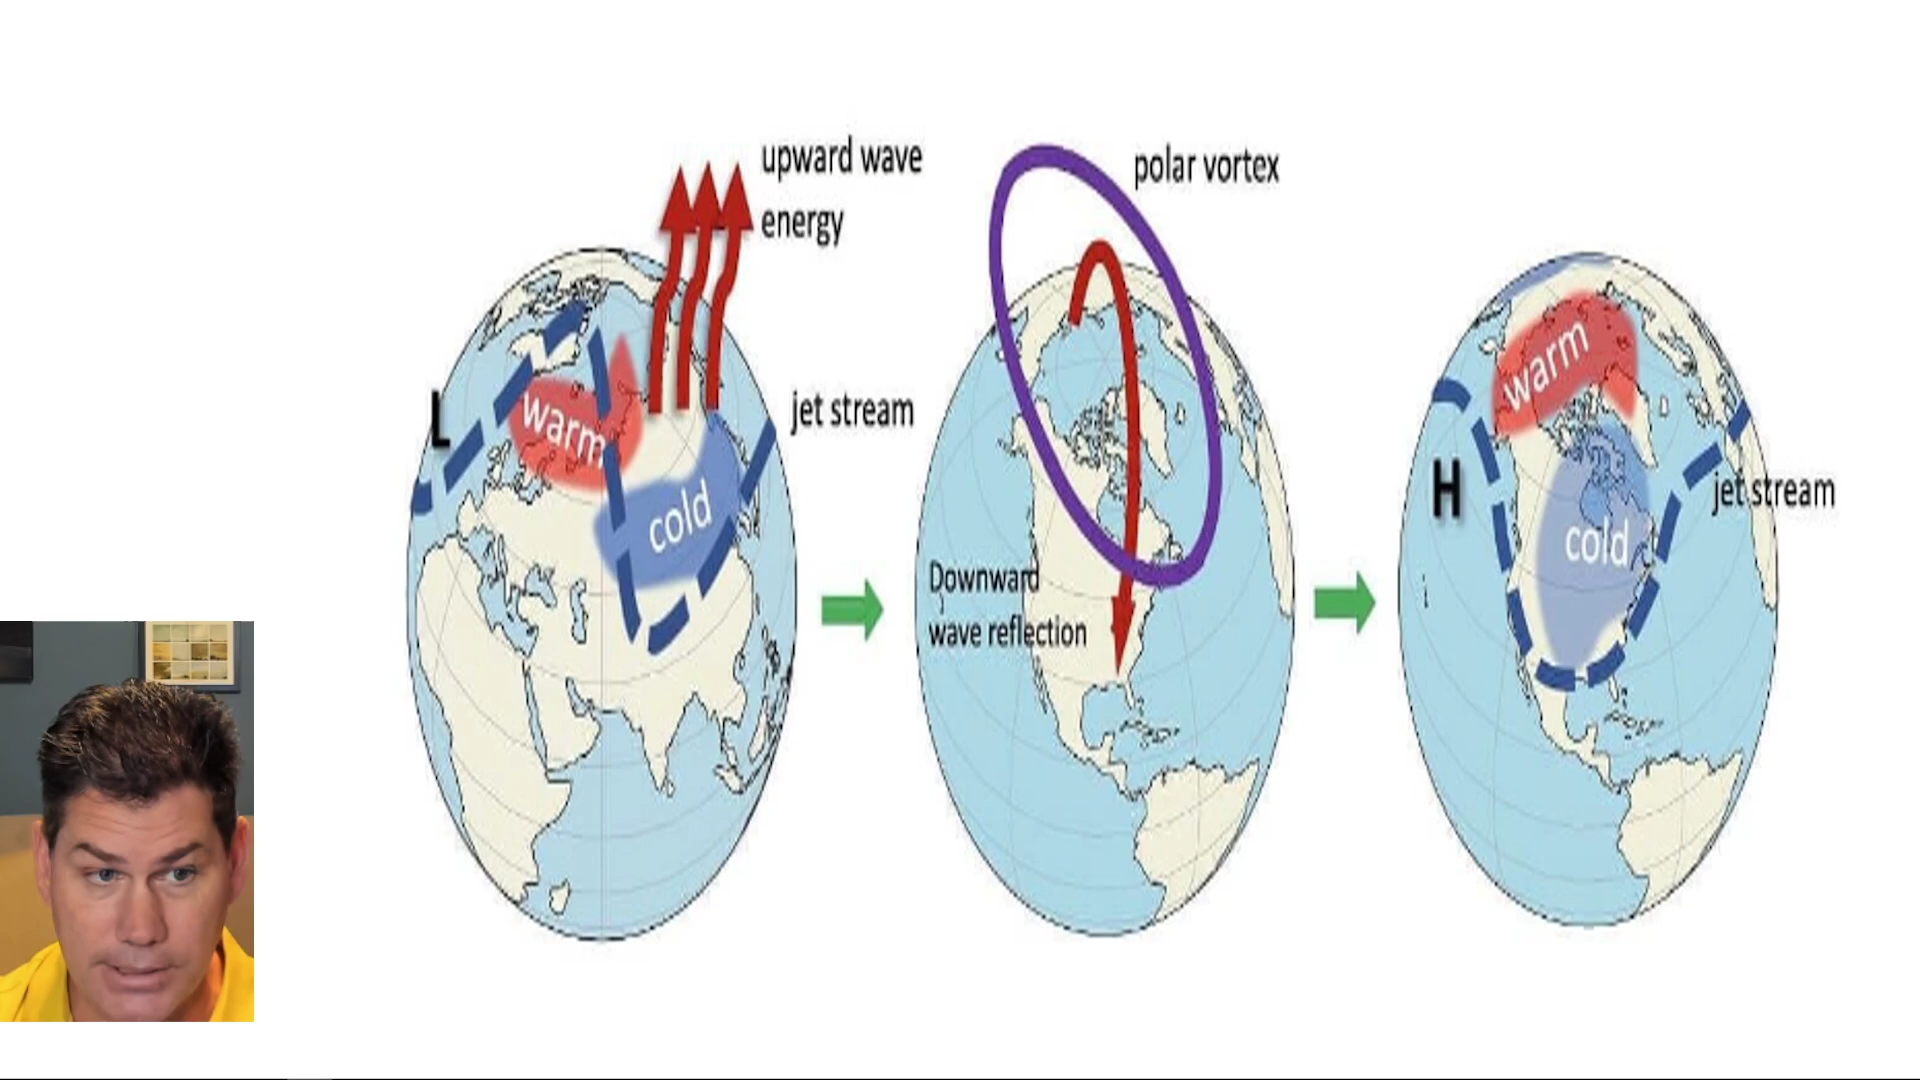 upward wave
energy
L
warm
jet stream
cold
polar vortex
Downward
wave reflection
warm
H
jet stream
cold